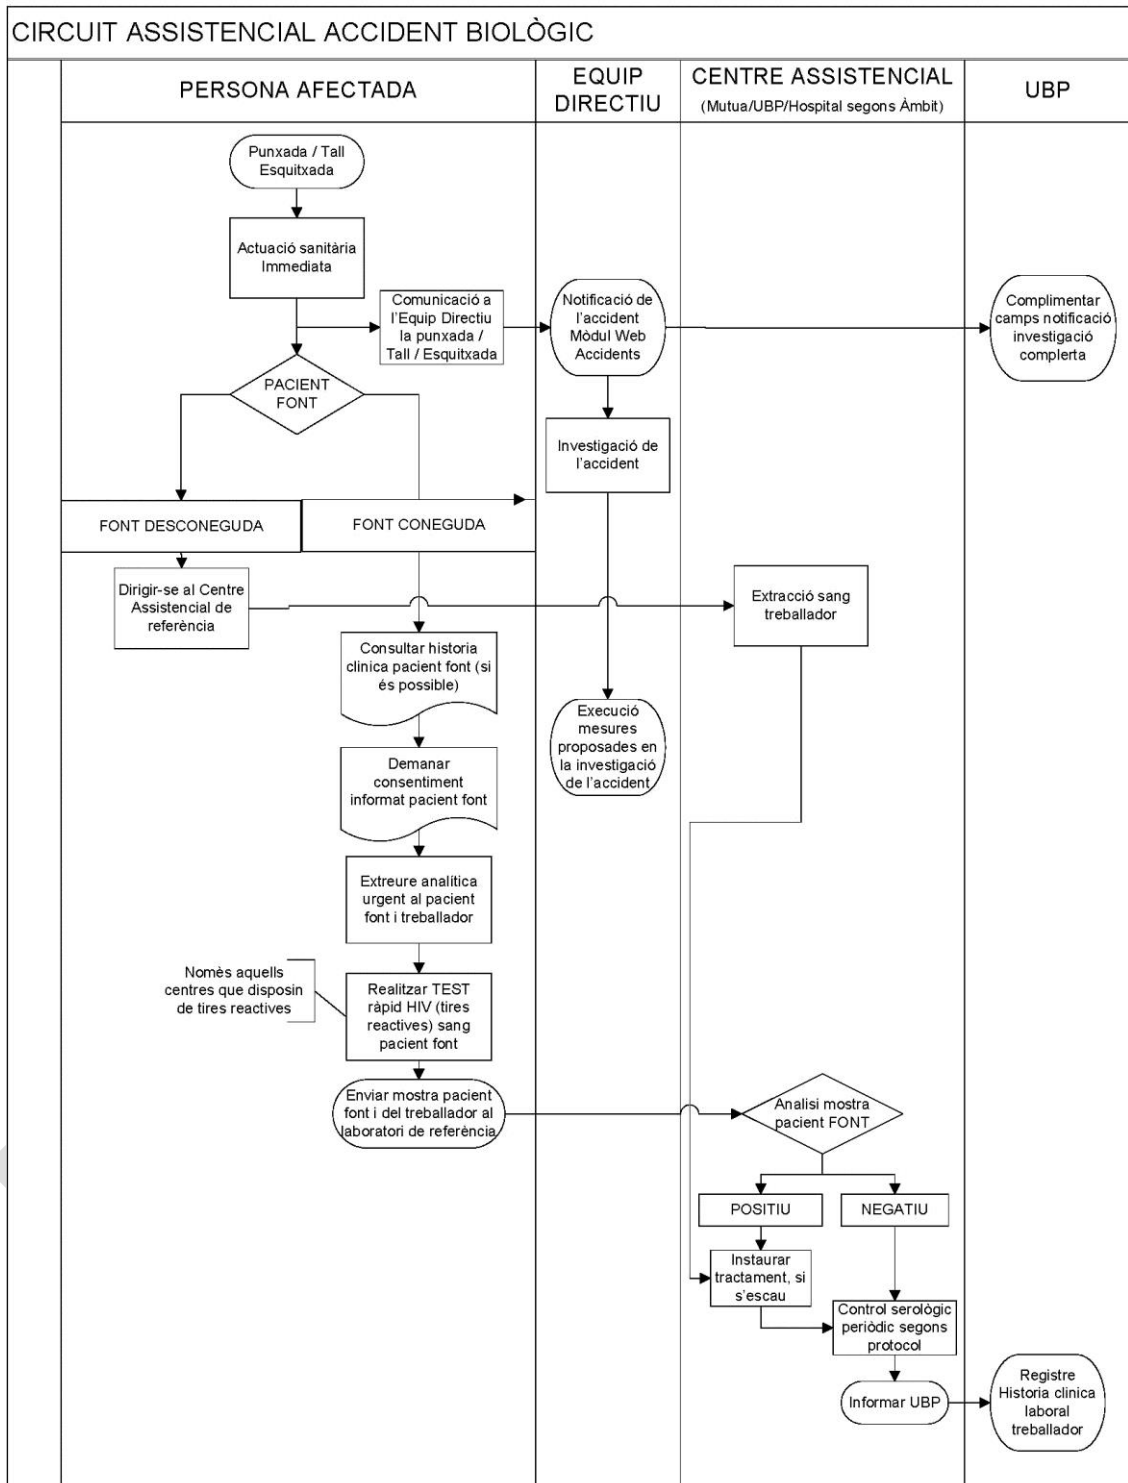 CIRCUIT ASSISTENCIAL ACCIDENT BIOLÒGIC
PERSONA AFECTADA
EQUIP
DIRECTIU
CENTRE ASSISTENCIAL
(Mutua/UBP/Hospital segons Àmbit)
UBP
Punxada / Tall
Esquitxada
Actuació sanitària
Immediata
Comunicació a
l'Equip Directiu
la punxada /
Tall / Esquitxada
Notificació de
l'accident
Mòdul Web
Accidents
Complimentar
camps notificació
investigació
complerta
PACIENT
FONT
Investigació de
l'accident
FONT DESCONEGUDA
FONT CONEGUDA
Dirigir-se al Centre
Assistencial de
referència
Extracció sang
treballador
Consultar historia
clinica pacient font (si
és possible)
Execució
mesures
proposades en
la investigació
de l'accident
Demanar
consentiment
informat pacient font
Extreure analítica
urgent al pacient
font i treballador
Nomès aquells
centres que disposin
de tires reactives
Realitzar TEST
ràpid HIV (tires
reactives) sang
pacient font
Enviar mostra pacient
font i del treballador al
laboratori de referència
Analisi mostra
pacient FONT
POSITIU
NEGATIU
Instaurar
tractament, si
s'escau
Control serològic
periòdic segons
protocol
Informar UBP
Registre
Historia clinica
laboral
treballador